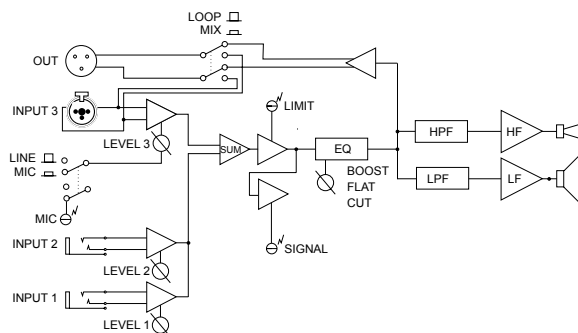 LOOP
MIX
OUT
INPUT 3
LIMIT
LEVEL 3
SUM
EQ
HPF
HF
LINE
MIC
BOOST
FLAT
CUT
LPF
LF
MIC
SIGNAL
INPUT 2
LEVEL 2
INPUT 1
LEVEL 1